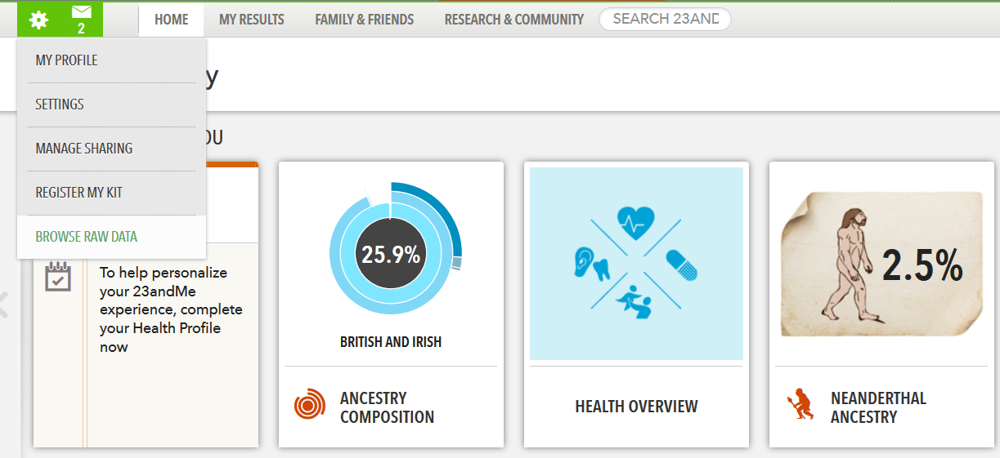 2
HOME
MY RESULTS
FAMILY & FRIENDS
RESEARCH & COMMUNITY
SEARCH 23AND
MY PROFILE
SETTINGS
MANAGE SHARING
REGISTER MY KIT
BROWSE RAW DATA
y
OU
To help personalize
your 23andMe
experience, complete
your Health Profile
now
25.9%
BRITISH AND IRISH
ANCESTRY
COMPOSITION
HEALTH OVERVIEW
2.5%
NEANDERTHAL
ANCESTRY